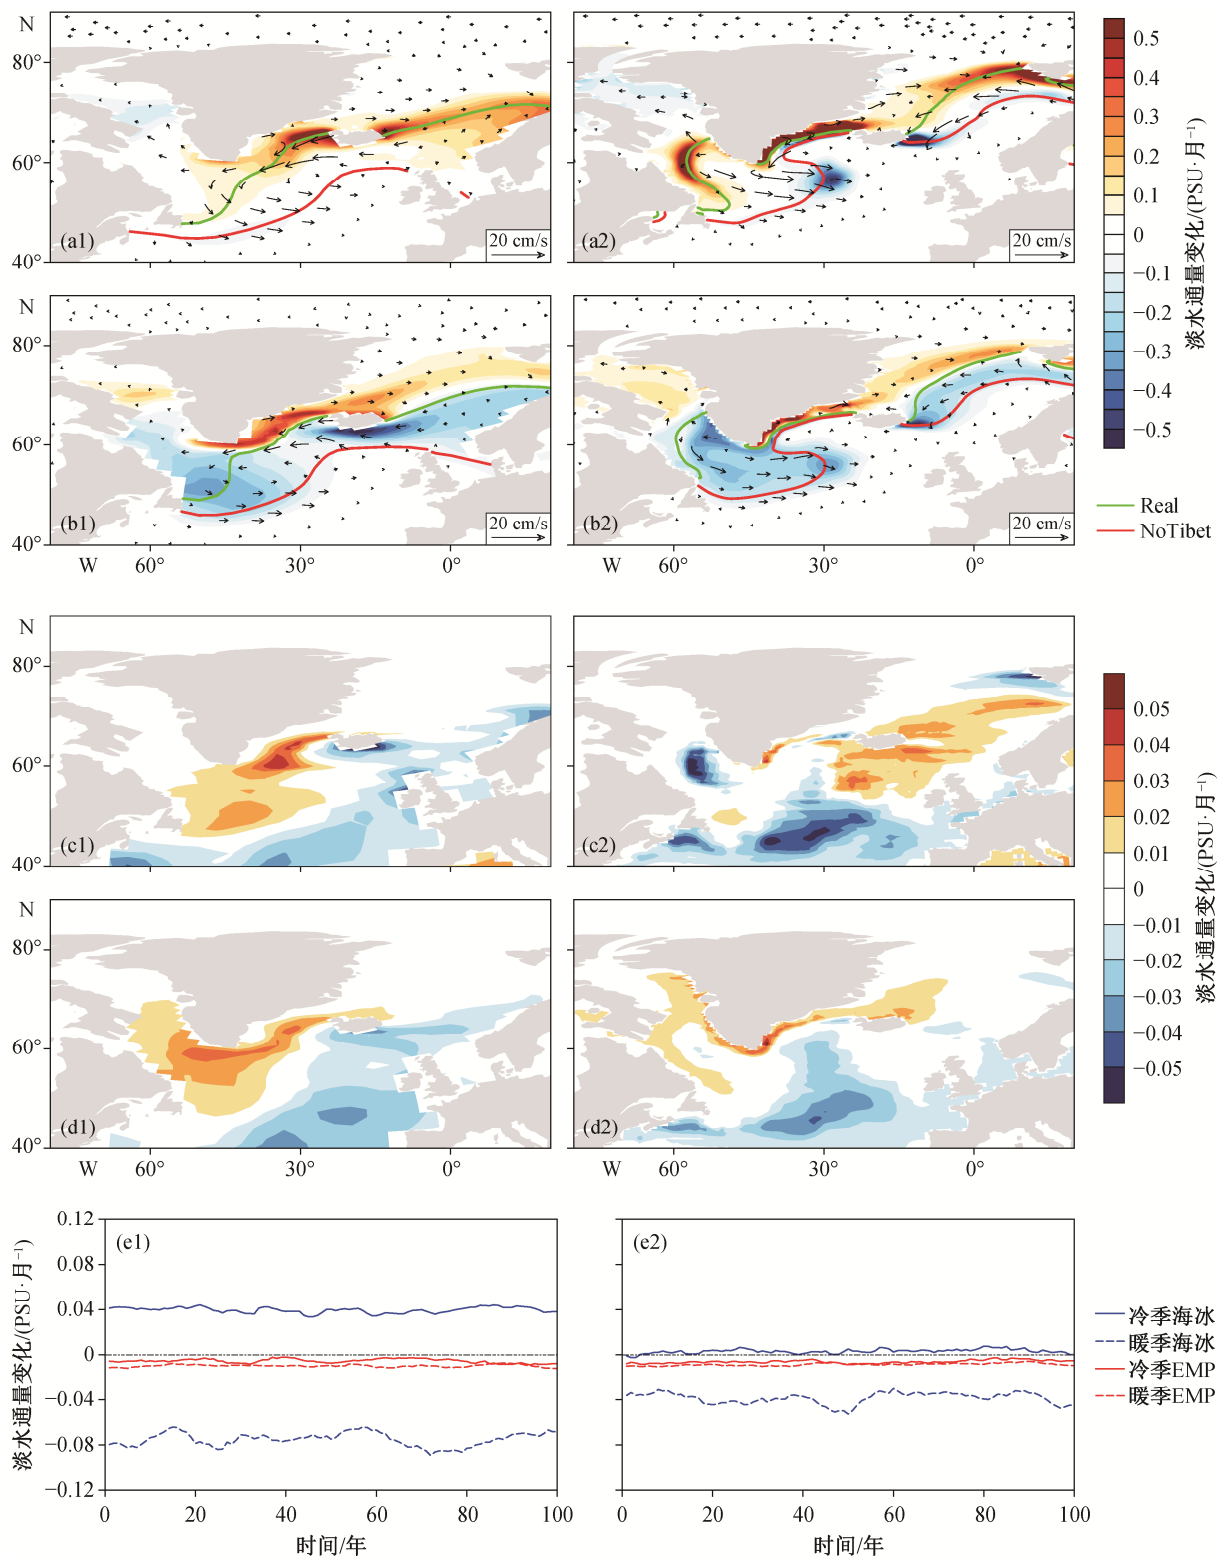 N
80°
60°
40°
(a1)
20 cm/s
(a2)
20 cm/s
0.5
0.4
0.3
0.2
0.1
0
−0.1
−0.2
−0.3
−0.4
−0.5
淡水通量变化/(PSU·月⁻¹)
N
80°
60°
40°
(b1)
20 cm/s
(b2)
20 cm/s
W
60°
30°
0°
W
60°
30°
0°
Real
NoTibet
N
80°
60°
40°
(c1)
(c2)
N
80°
60°
40°
(d1)
(d2)
W
60°
30°
0°
W
60°
30°
0°
0.05
0.04
0.03
0.02
0.01
0
−0.01
−0.02
−0.03
−0.04
−0.05
淡水通量变化/(PSU·月⁻¹)
淡水通量变化/(PSU·月⁻¹)
0.12
0.08
0.04
0
−0.04
−0.08
−0.12
(e1)
(e2)
0
20
40
60
80
100
时间/年
0
20
40
60
80
100
时间/年
冷季海冰
暖季海冰
冷季EMP
暖季EMP